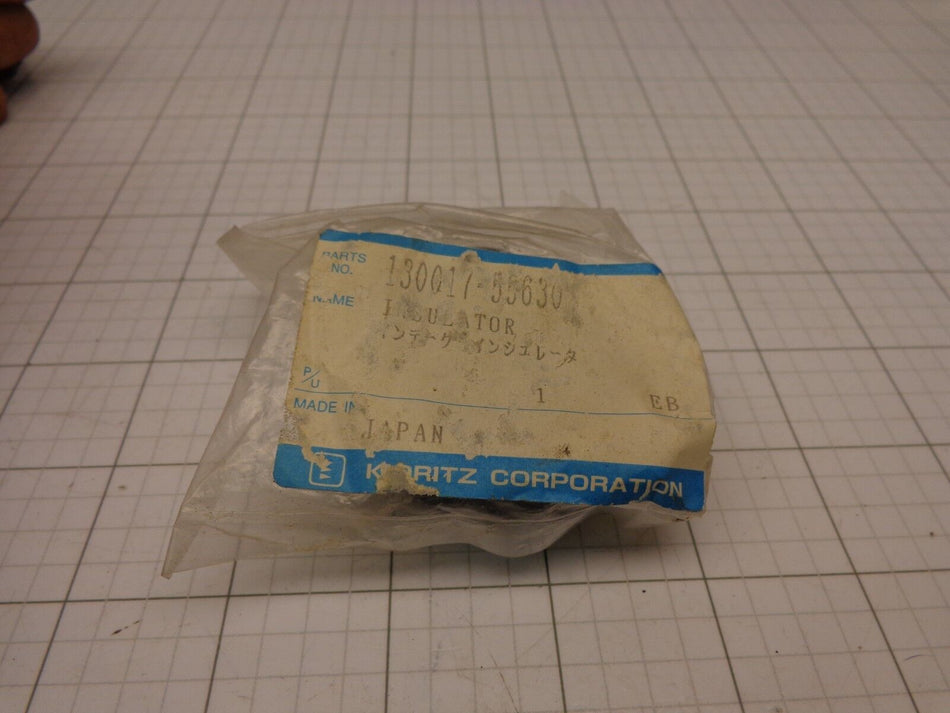 PARTS NO. 130017-55630
NAME INSULATOR
インテーク インシュレータ
P/U 1 EB
MADE IN JAPAN
KIORITZ CORPORATION